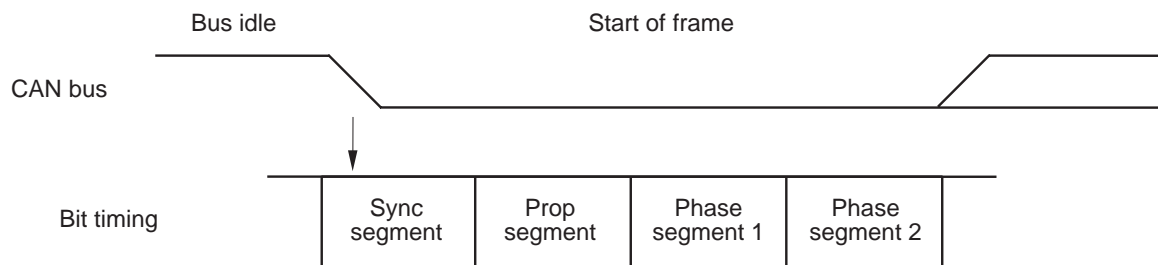 Bus idle
Start of frame
CAN bus
Bit timing
Sync
segment
Prop
segment
Phase
segment 1
Phase
segment 2